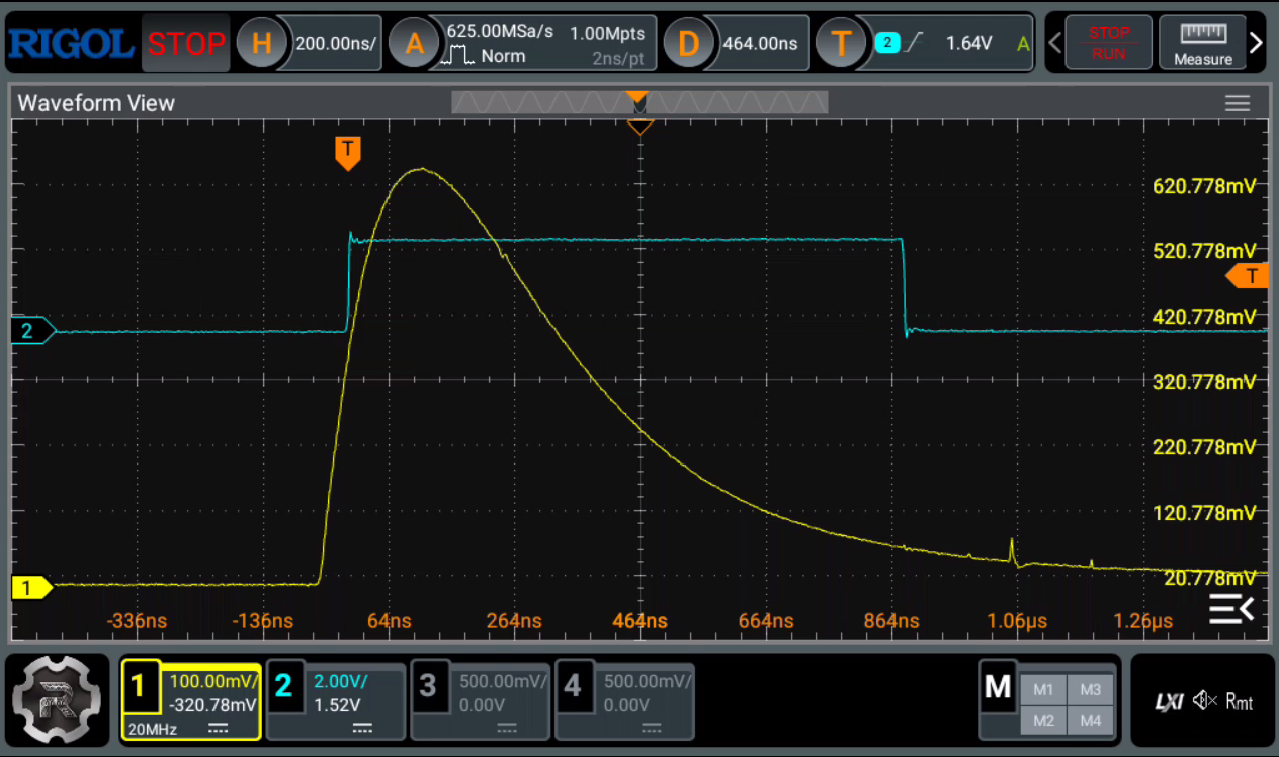 RIGOL STOP H 200.00ns/ A 625.00MSa/s 1.00Mpts D 464.00ns T 2 1.64V A STOP Measure
Norm 2ns/pt RUN
Waveform View
T
620.778mV
520.778mV
T
2 420.778mV
320.778mV
220.778mV
120.778mV
1 20.778mV
-336ns -136ns 64ns 264ns 464ns 664ns 864ns 1.06µs 1.26µs
R
1 100.00mV/ 2 2.00V/ 3 500.00mV/ 4 500.00mV/ M M1 M3
-320.78mV 1.52V 0.00V 0.00V M2 M4
20MHz
LXI Rmt